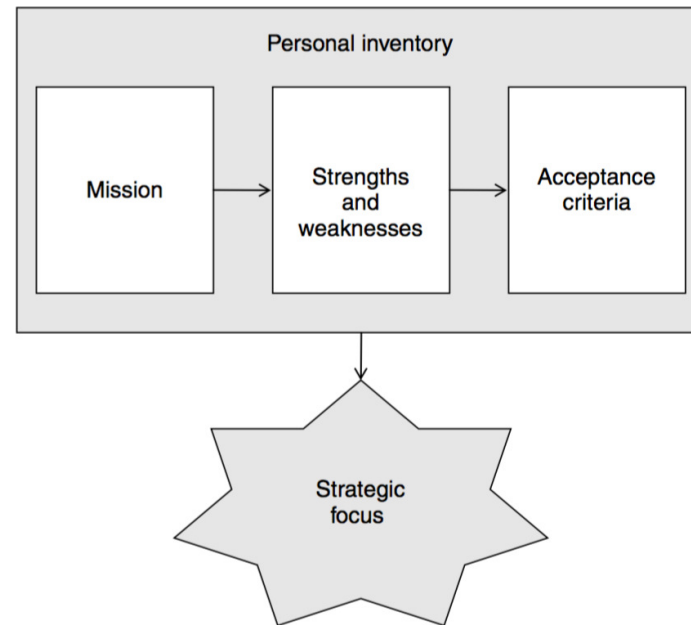 Personal inventory
Mission
Strengths
and
weaknesses
Acceptance
criteria
Strategic
focus